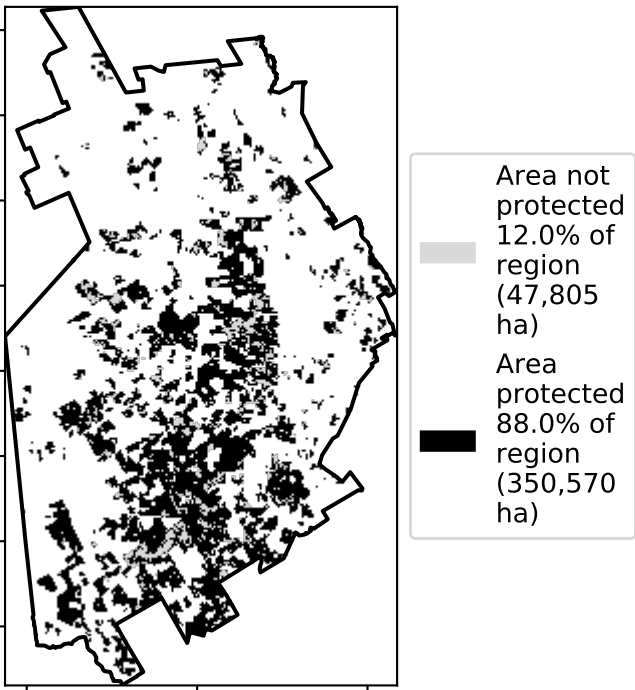 Area not
protected
12.0% of
region
(47,805
ha)
Area
protected
88.0% of
region
(350,570
ha)